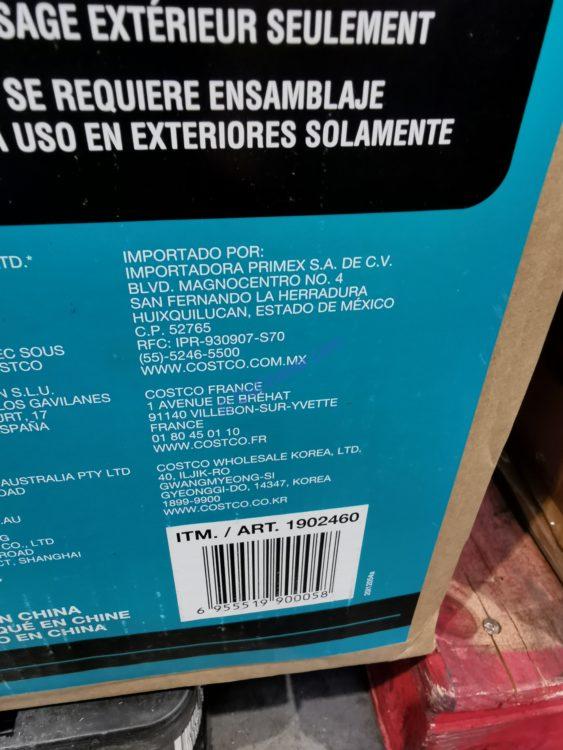 SAGE EXTÉRIEUR SEULEMENT
SE REQUIERE ENSAMBLAJE
A USO EN EXTERIORES SOLAMENTE
TD.*
EC SOUS
STCO
N S.L.U.
LOS GAVILANES
URT, 17
SPAÑA
AUSTRALIA PTY LTD
OAD
.AU
G
CO., LTD
ROAD
CT, SHANGHAI
N CHINA
QUÉ EN CHINE
O EN CHINA
IMPORTADO POR:
IMPORTADORA PRIMEX S.A. DE C.V.
BLVD. MAGNOCENTRO NO. 4
SAN FERNANDO LA HERRADURA
HUIXQUILUCAN, ESTADO DE MÉXICO
C.P. 52765
RFC: IPR-930907-S70
(55)-5246-5500
WWW.COSTCO.COM.MX
COSTCO FRANCE
1 AVENUE DE BRÉHAT
91140 VILLEBON-SUR-YVETTE
FRANCE
01 80 45 01 10
WWW.COSTCO.FR
COSTCO WHOLESALE KOREA, LTD.
40, ILJIK-RO
GWANGMYEONG-SI
GYEONGGI-DO, 14347, KOREA
1899-9900
WWW.COSTCO.CO.KR
ITM. / ART. 1902460
6 955519 900058